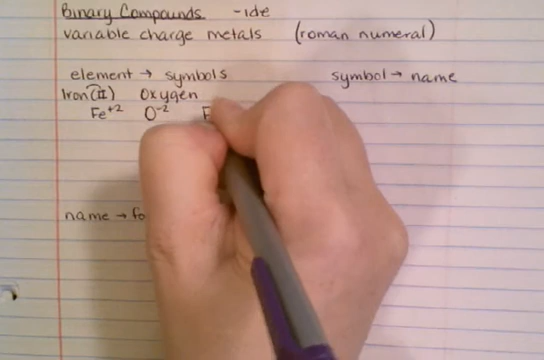 Binary Compounds -ide
variable charge metals (roman numeral)
element → symbols
symbol → name
Iron (II) Oxygen
Fe+2 O-2 F
name → fo